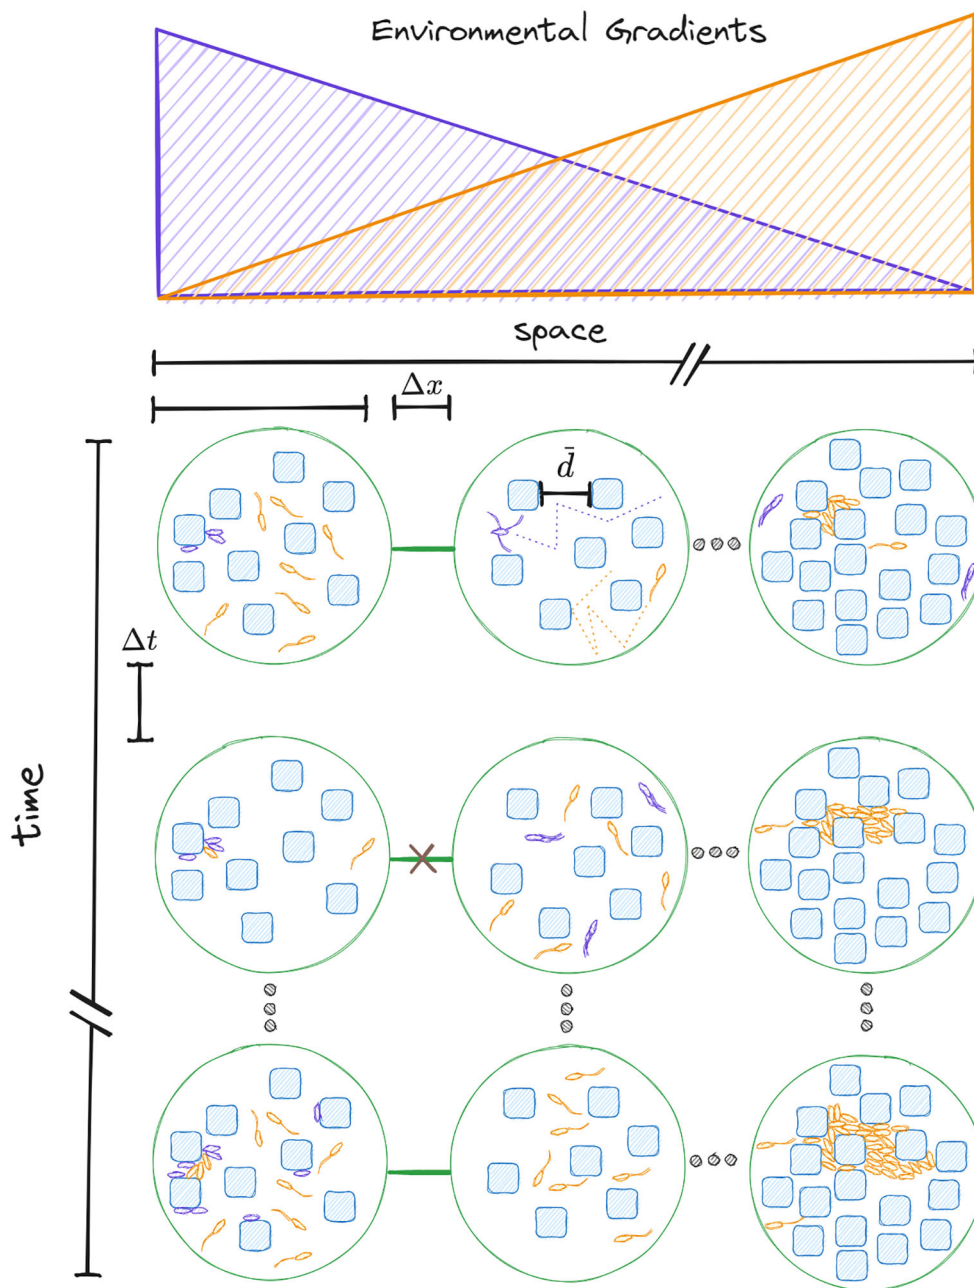 Environmental Gradients
space
Δx
d̄
Δt
time